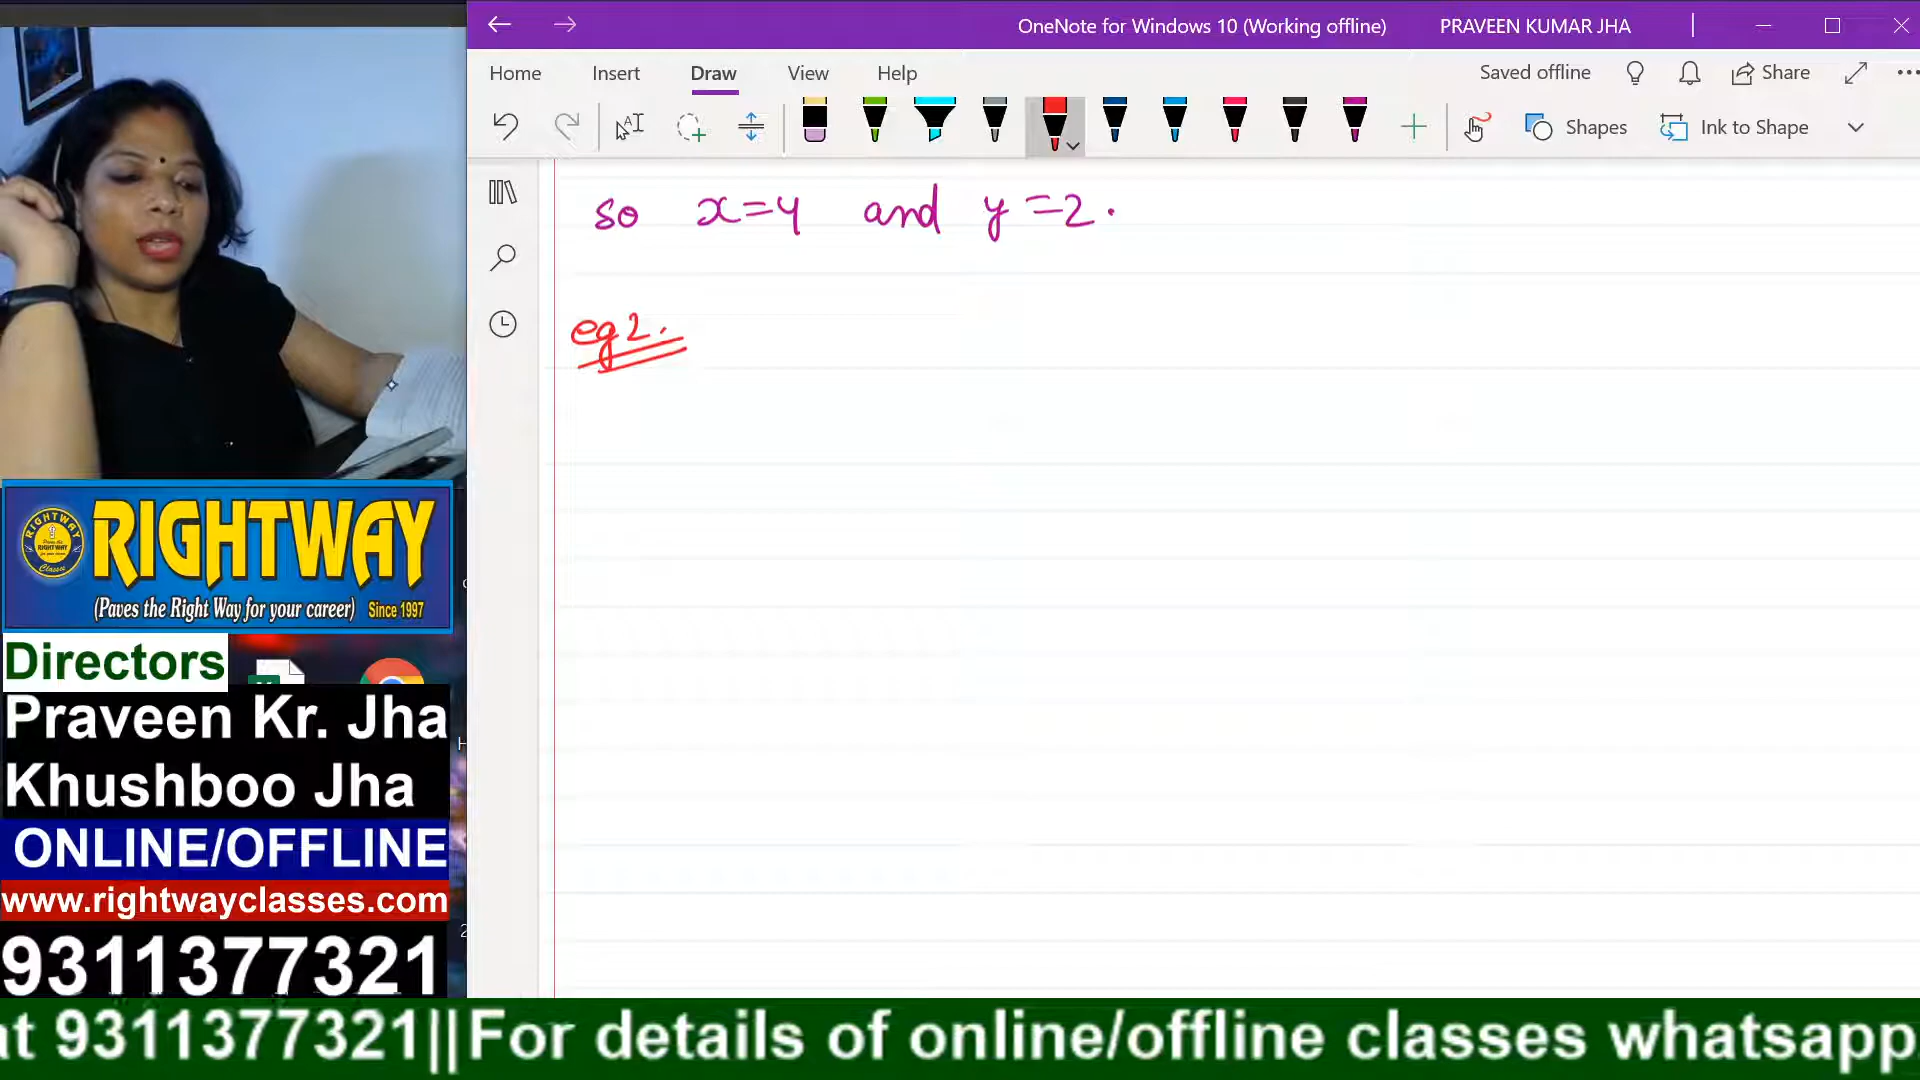 OneNote for Windows 10 (Working offline)
PRAVEEN KUMAR JHA
Home Insert Draw View Help
Saved offline
Share
Shapes
Ink to Shape
so x=4 and y=2.
eg 2.
RIGHTWAY
(Paves the Right Way for your career) Since 1997
Directors
Praveen Kr. Jha
Khushboo Jha
ONLINE/OFFLINE
www.rightwayclasses.com
9311377321
at 9311377321||For details of online/offline classes whatsapp